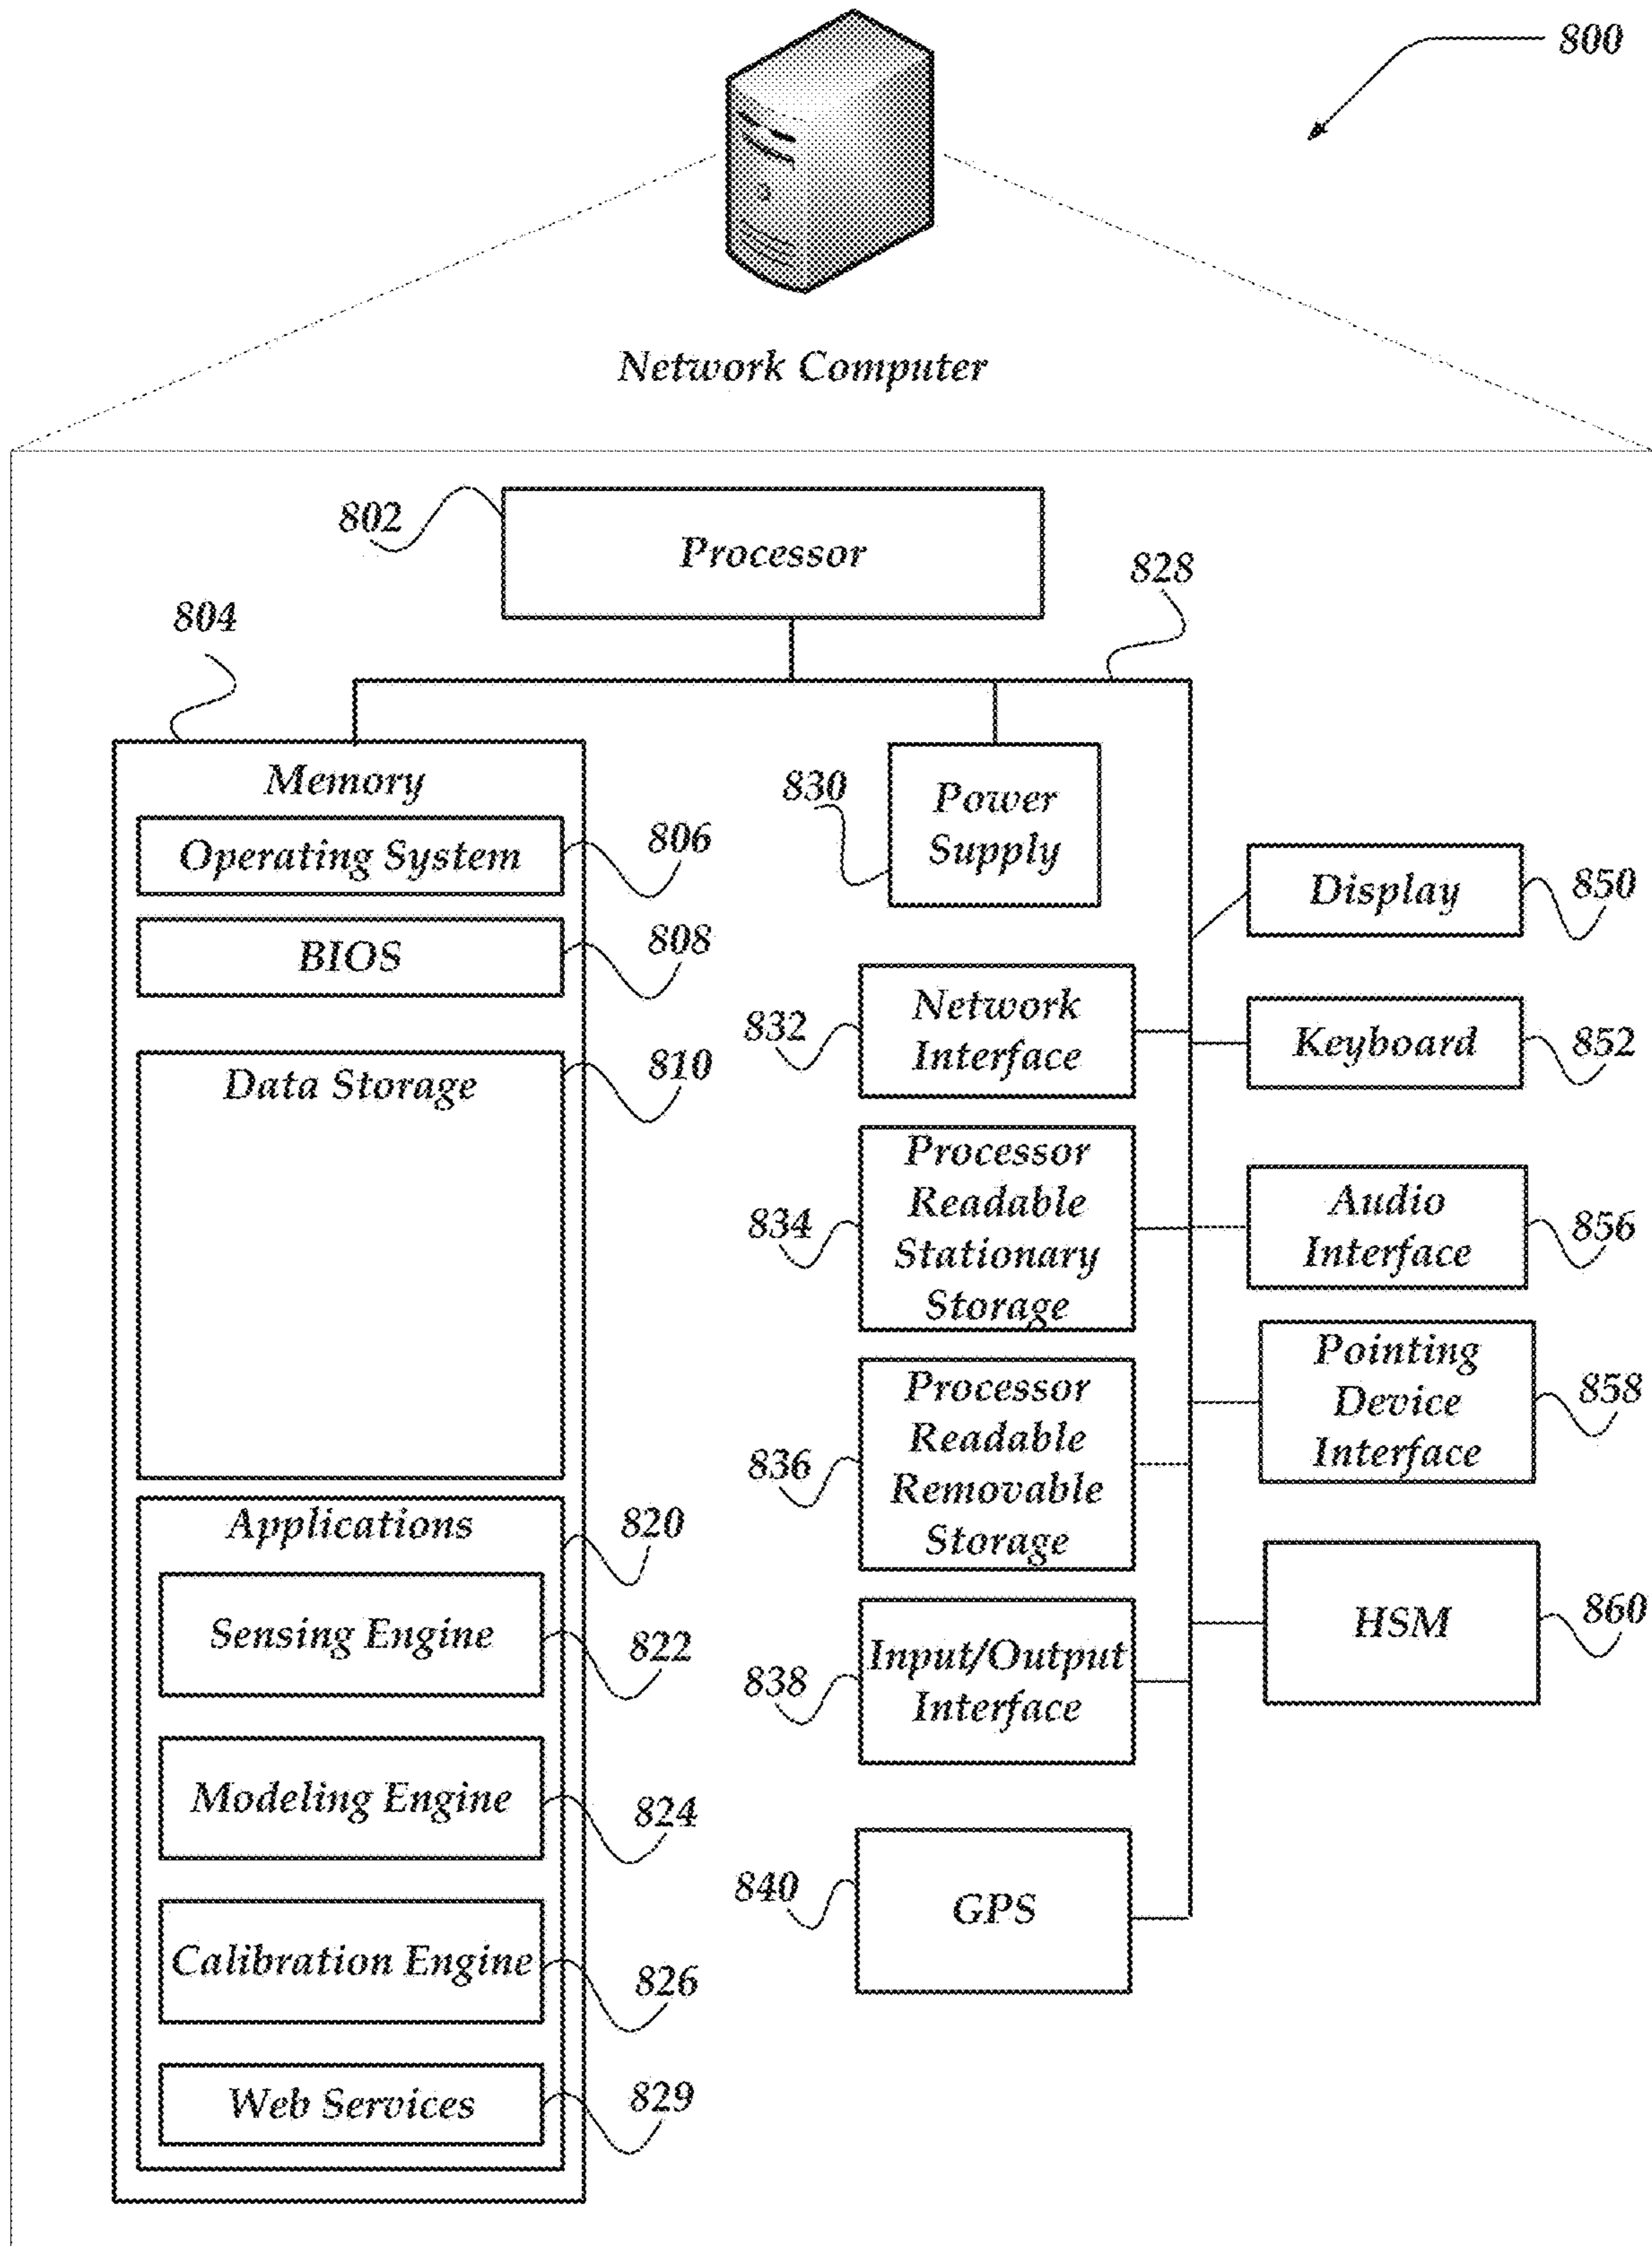 800
Network Computer
802
Processor
828
804
Memory
Operating System
806
BIOS
808
Data Storage
810
Applications
820
Sensing Engine
822
Modeling Engine
824
Calibration Engine
826
Web Services
829
830
Power
Supply
832
Network
Interface
834
Processor
Readable
Stationary
Storage
836
Processor
Readable
Removable
Storage
838
Input/Output
Interface
840
GPS
Display
850
Keyboard
852
Audio
Interface
856
Pointing
Device
Interface
858
HSM
860